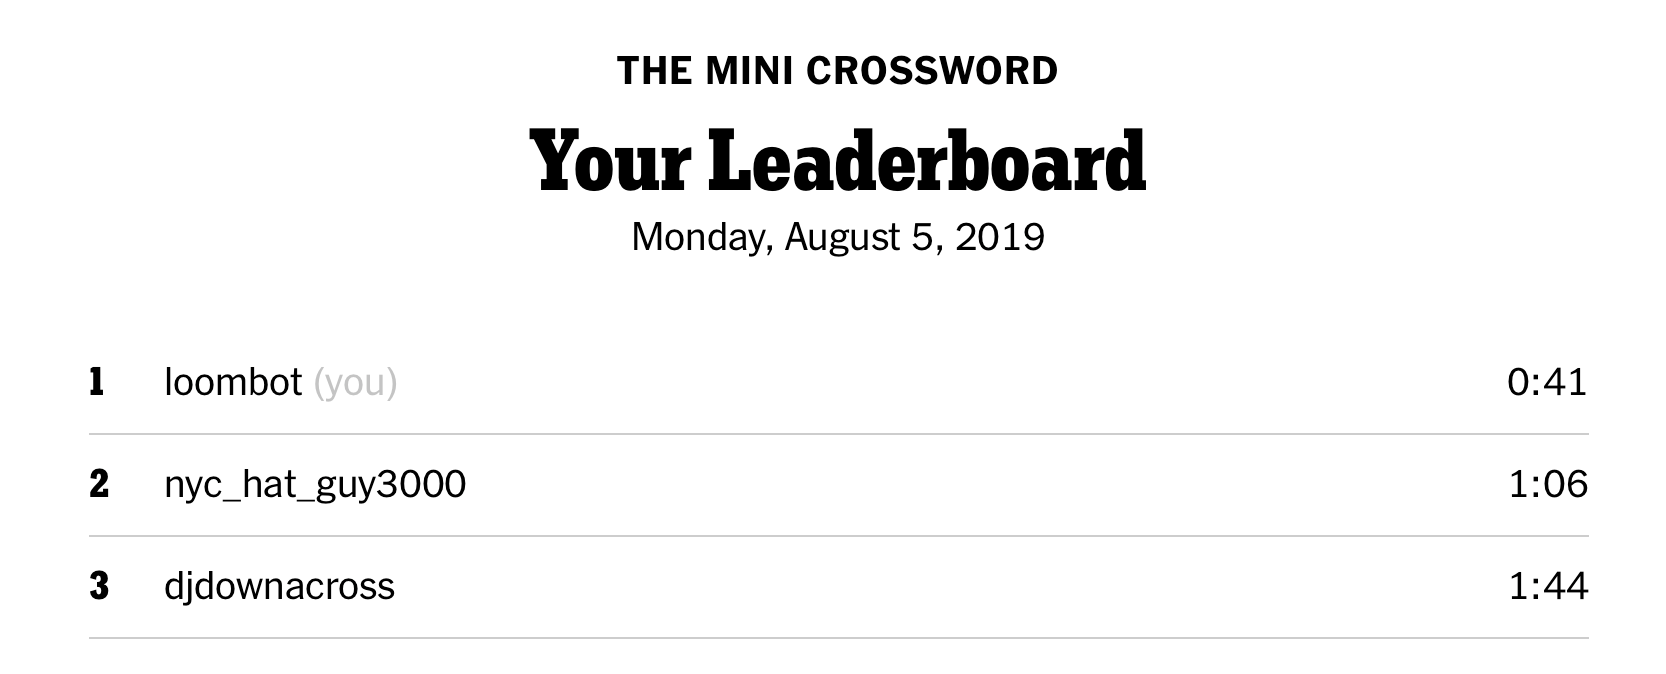 THE MINI CROSSWORD
Your Leaderboard
Monday, August 5, 2019
1 loombot (you) 0:41
2 nyc_hat_guy3000 1:06
3 djdownacross 1:44